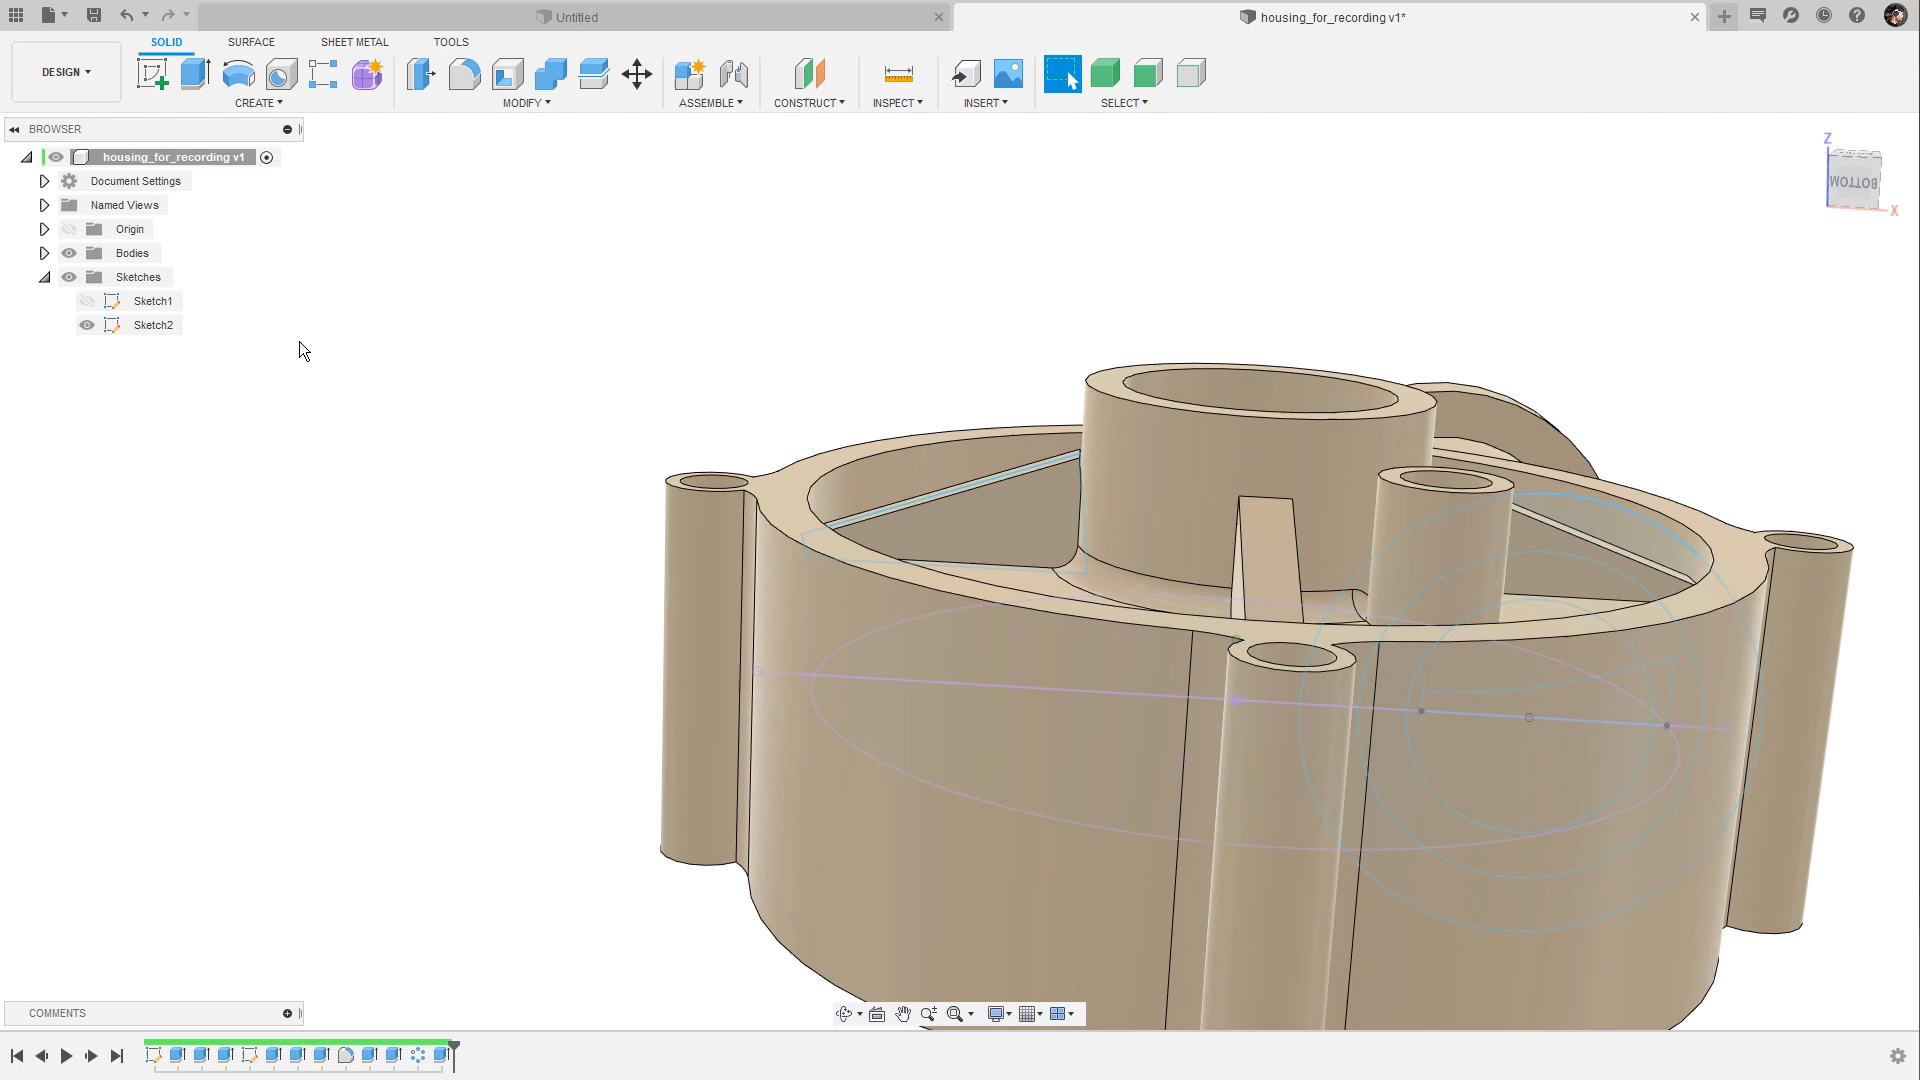 Untitled
housing_for_recording v1*
SOLID
SURFACE
SHEET METAL
TOOLS
DESIGN
CREATE
MODIFY
ASSEMBLE
CONSTRUCT
INSPECT
INSERT
SELECT
BROWSER
housing_for_recording v1
Document Settings
Named Views
Origin
Bodies
Sketches
Sketch1
Sketch2
Z
BOTTOM
X
COMMENTS